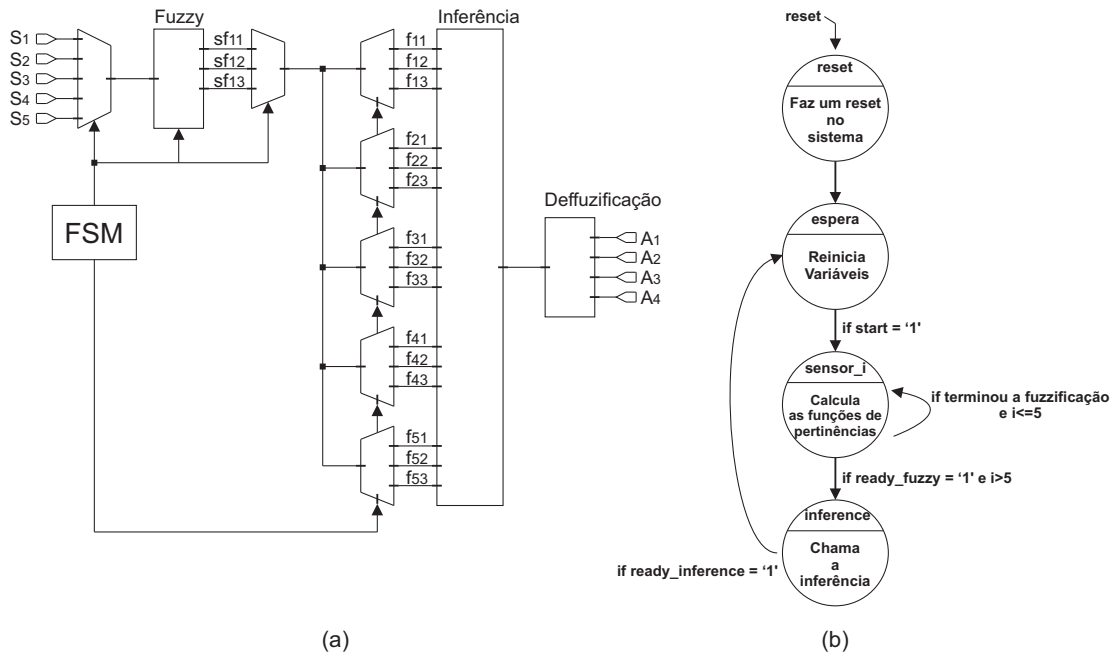 Fuzzy
Inferência
S1
S2
S3
S4
S5
sf11
sf12
sf13
f11
f12
f13
f21
f22
f23
f31
f32
f33
f41
f42
f43
f51
f52
f53
FSM
Deffuzificação
A1
A2
A3
A4
(a)
reset
reset
Faz um reset
no
sistema
espera
Reinicia
Variáveis
if start = ‘1'
sensor_i
Calcula
as funções de
pertinências
if terminou a fuzzificação
e i<=5
if ready_fuzzy = ‘1' e i>5
inference
Chama
a
inferência
if ready_inference = ‘1'
(b)